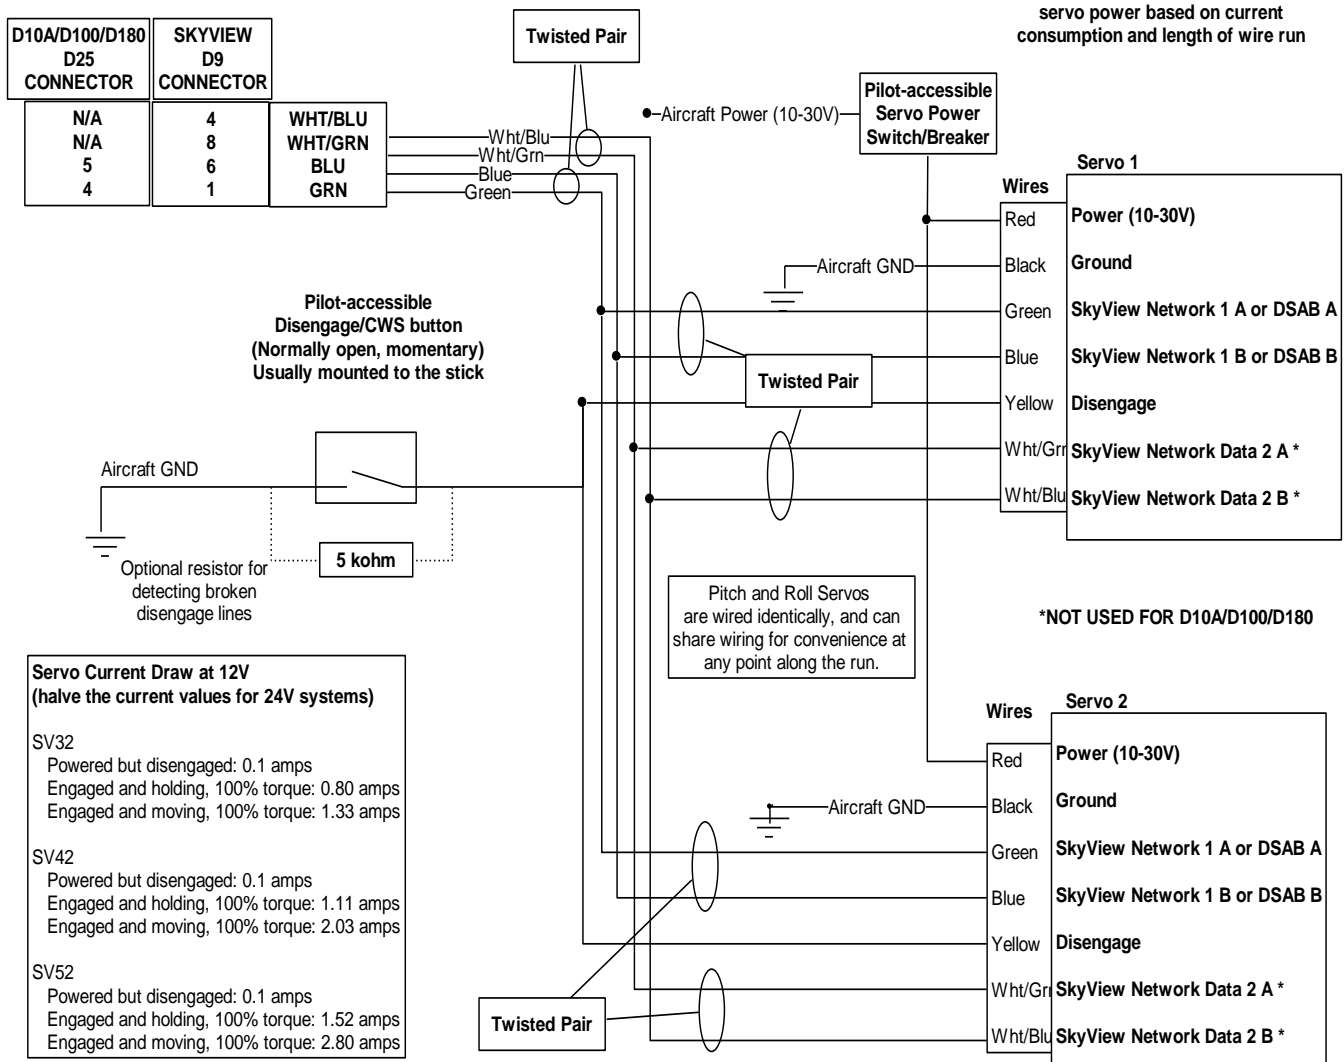 servo power based on current
consumption and length of wire run
D10A/D100/D180
D25
CONNECTOR
SKYVIEW
D9
CONNECTOR
N/A 4 WHT/BLU
N/A 8 WHT/GRN
5 6 BLU
4 1 GRN
Twisted Pair
Wht/Blu
Wht/Grn
Blue
Green
Aircraft Power (10-30V)
Pilot-accessible
Servo Power
Switch/Breaker
Servo 1
Wires
Red Power (10-30V)
Aircraft GND
Black Ground
Green SkyView Network 1 A or DSAB A
Blue SkyView Network 1 B or DSAB B
Yellow Disengage
Wht/Grn SkyView Network Data 2 A *
Wht/Blu SkyView Network Data 2 B *
Twisted Pair
Pilot-accessible
Disengage/CWS button
(Normally open, momentary)
Usually mounted to the stick
Aircraft GND
5 kohm
Optional resistor for
detecting broken
disengage lines
Pitch and Roll Servos
are wired identically, and can
share wiring for convenience at
any point along the run.
*NOT USED FOR D10A/D100/D180
Servo Current Draw at 12V
(halve the current values for 24V systems)
SV32
Powered but disengaged: 0.1 amps
Engaged and holding, 100% torque: 0.80 amps
Engaged and moving, 100% torque: 1.33 amps
SV42
Powered but disengaged: 0.1 amps
Engaged and holding, 100% torque: 1.11 amps
Engaged and moving, 100% torque: 2.03 amps
SV52
Powered but disengaged: 0.1 amps
Engaged and holding, 100% torque: 1.52 amps
Engaged and moving, 100% torque: 2.80 amps
Servo 2
Wires
Red Power (10-30V)
Aircraft GND
Black Ground
Green SkyView Network 1 A or DSAB A
Blue SkyView Network 1 B or DSAB B
Yellow Disengage
Wht/Grn SkyView Network Data 2 A *
Wht/Blu SkyView Network Data 2 B *
Twisted Pair